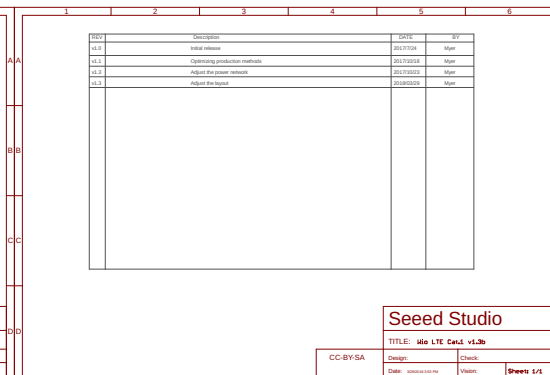 1 2 3 4 5 6
REV Description DATE BY
v1.0 Initial release 2017/7/24 Myer
v1.1 Optimizing production methods 2017/10/18 Myer
v1.2 Adjust the power network 2017/10/23 Myer
v1.3 Adjust the layout 2018/03/29 Myer
A A
B B
C C
D D
Seeed Studio
TITLE: Wio LTE Cat.1 v1.3b
CC-BY-SA Design: Check:
Date: Vision: Sheet: 1/1